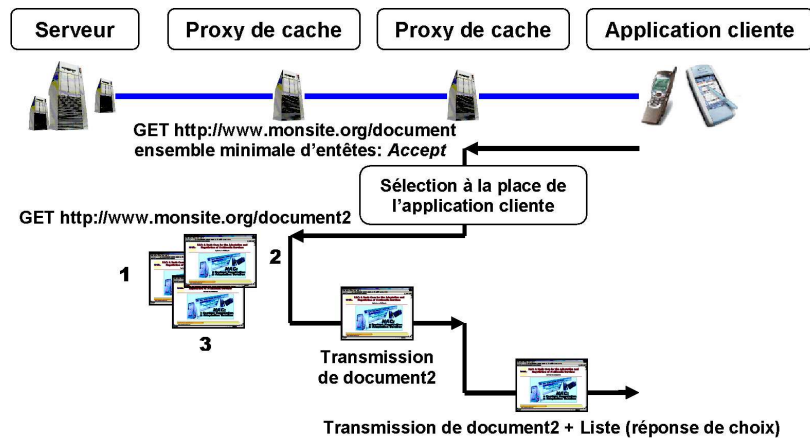 Serveur
Proxy de cache
Proxy de cache
Application cliente
GET http://www.monsite.org/document
ensemble minimale d'entêtes: Accept
Sélection à la place de
l'application cliente
GET http://www.monsite.org/document2
1
2
3
Transmission
de document2
Transmission de document2 + Liste (réponse de choix)